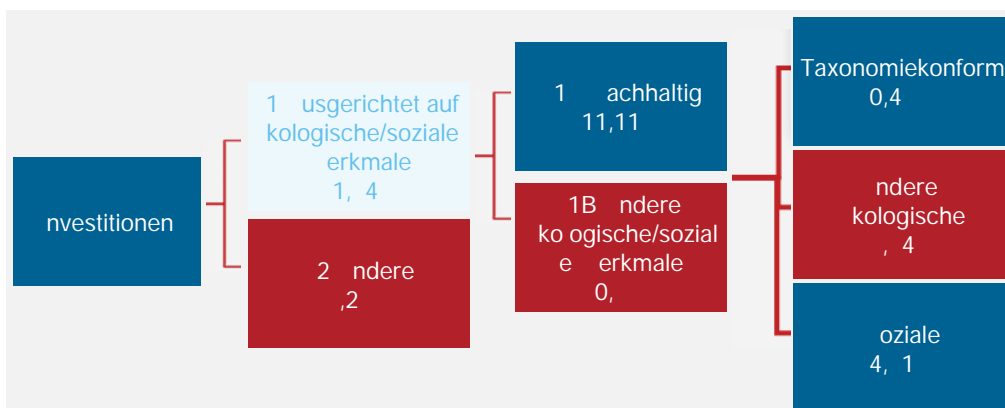 nvestitionen
1 usgerichtet auf
kologische/soziale
erkmale
1, 4
2 ndere
,2
1 achhaltig
11,11
1B ndere
ko ogische/sozial
e erkmale
0,
Taxonomiekonform
0,4
ndere
kologische
, 4
oziale
4, 1